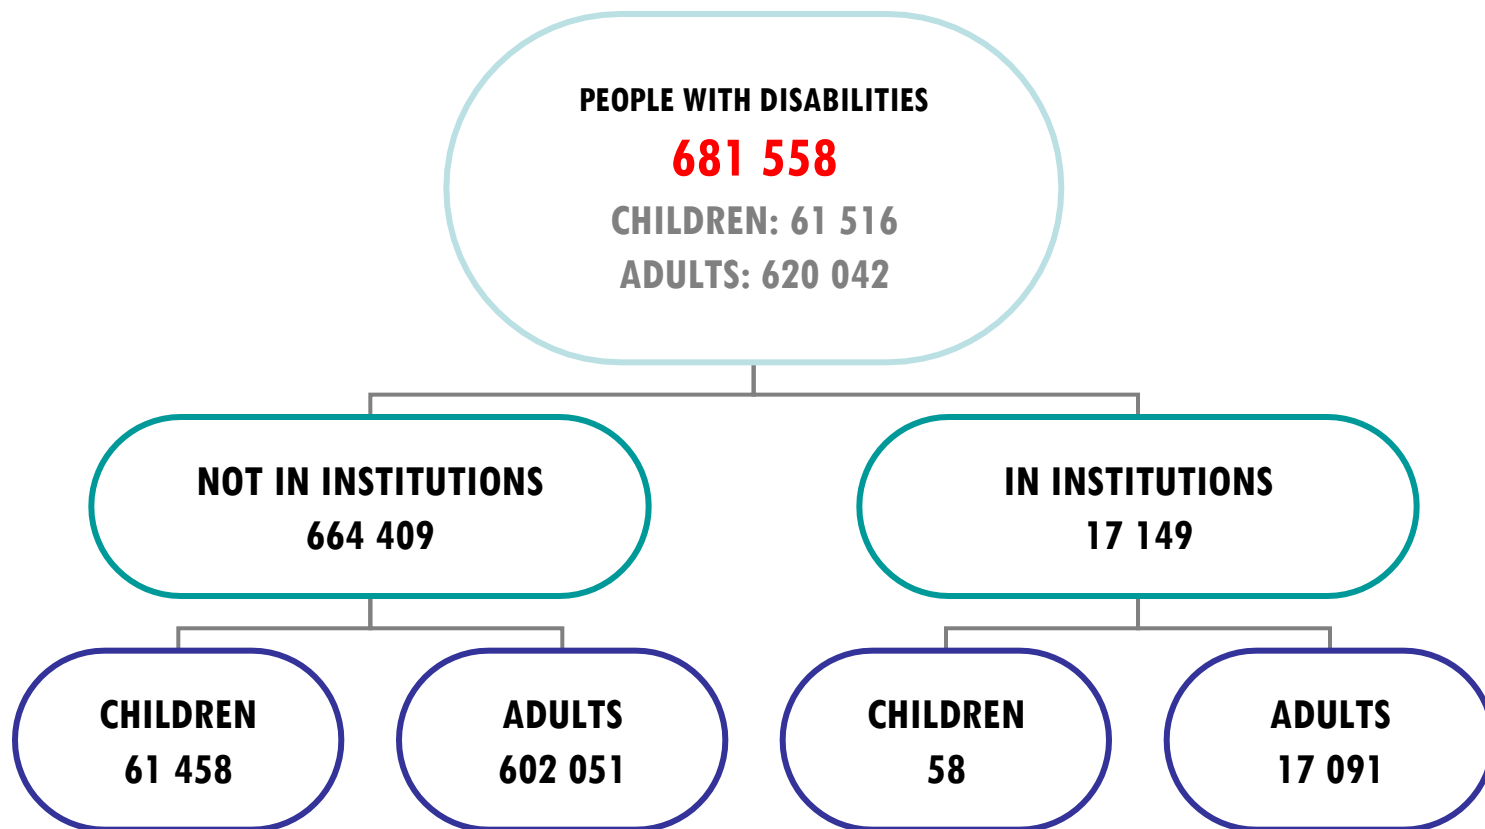 PEOPLE WITH DISABILITIES
681 558
CHILDREN: 61 516
ADULTS: 620 042
NOT IN INSTITUTIONS
664 409
IN INSTITUTIONS
17 149
CHILDREN
61 458
ADULTS
602 051
CHILDREN
58
ADULTS
17 091